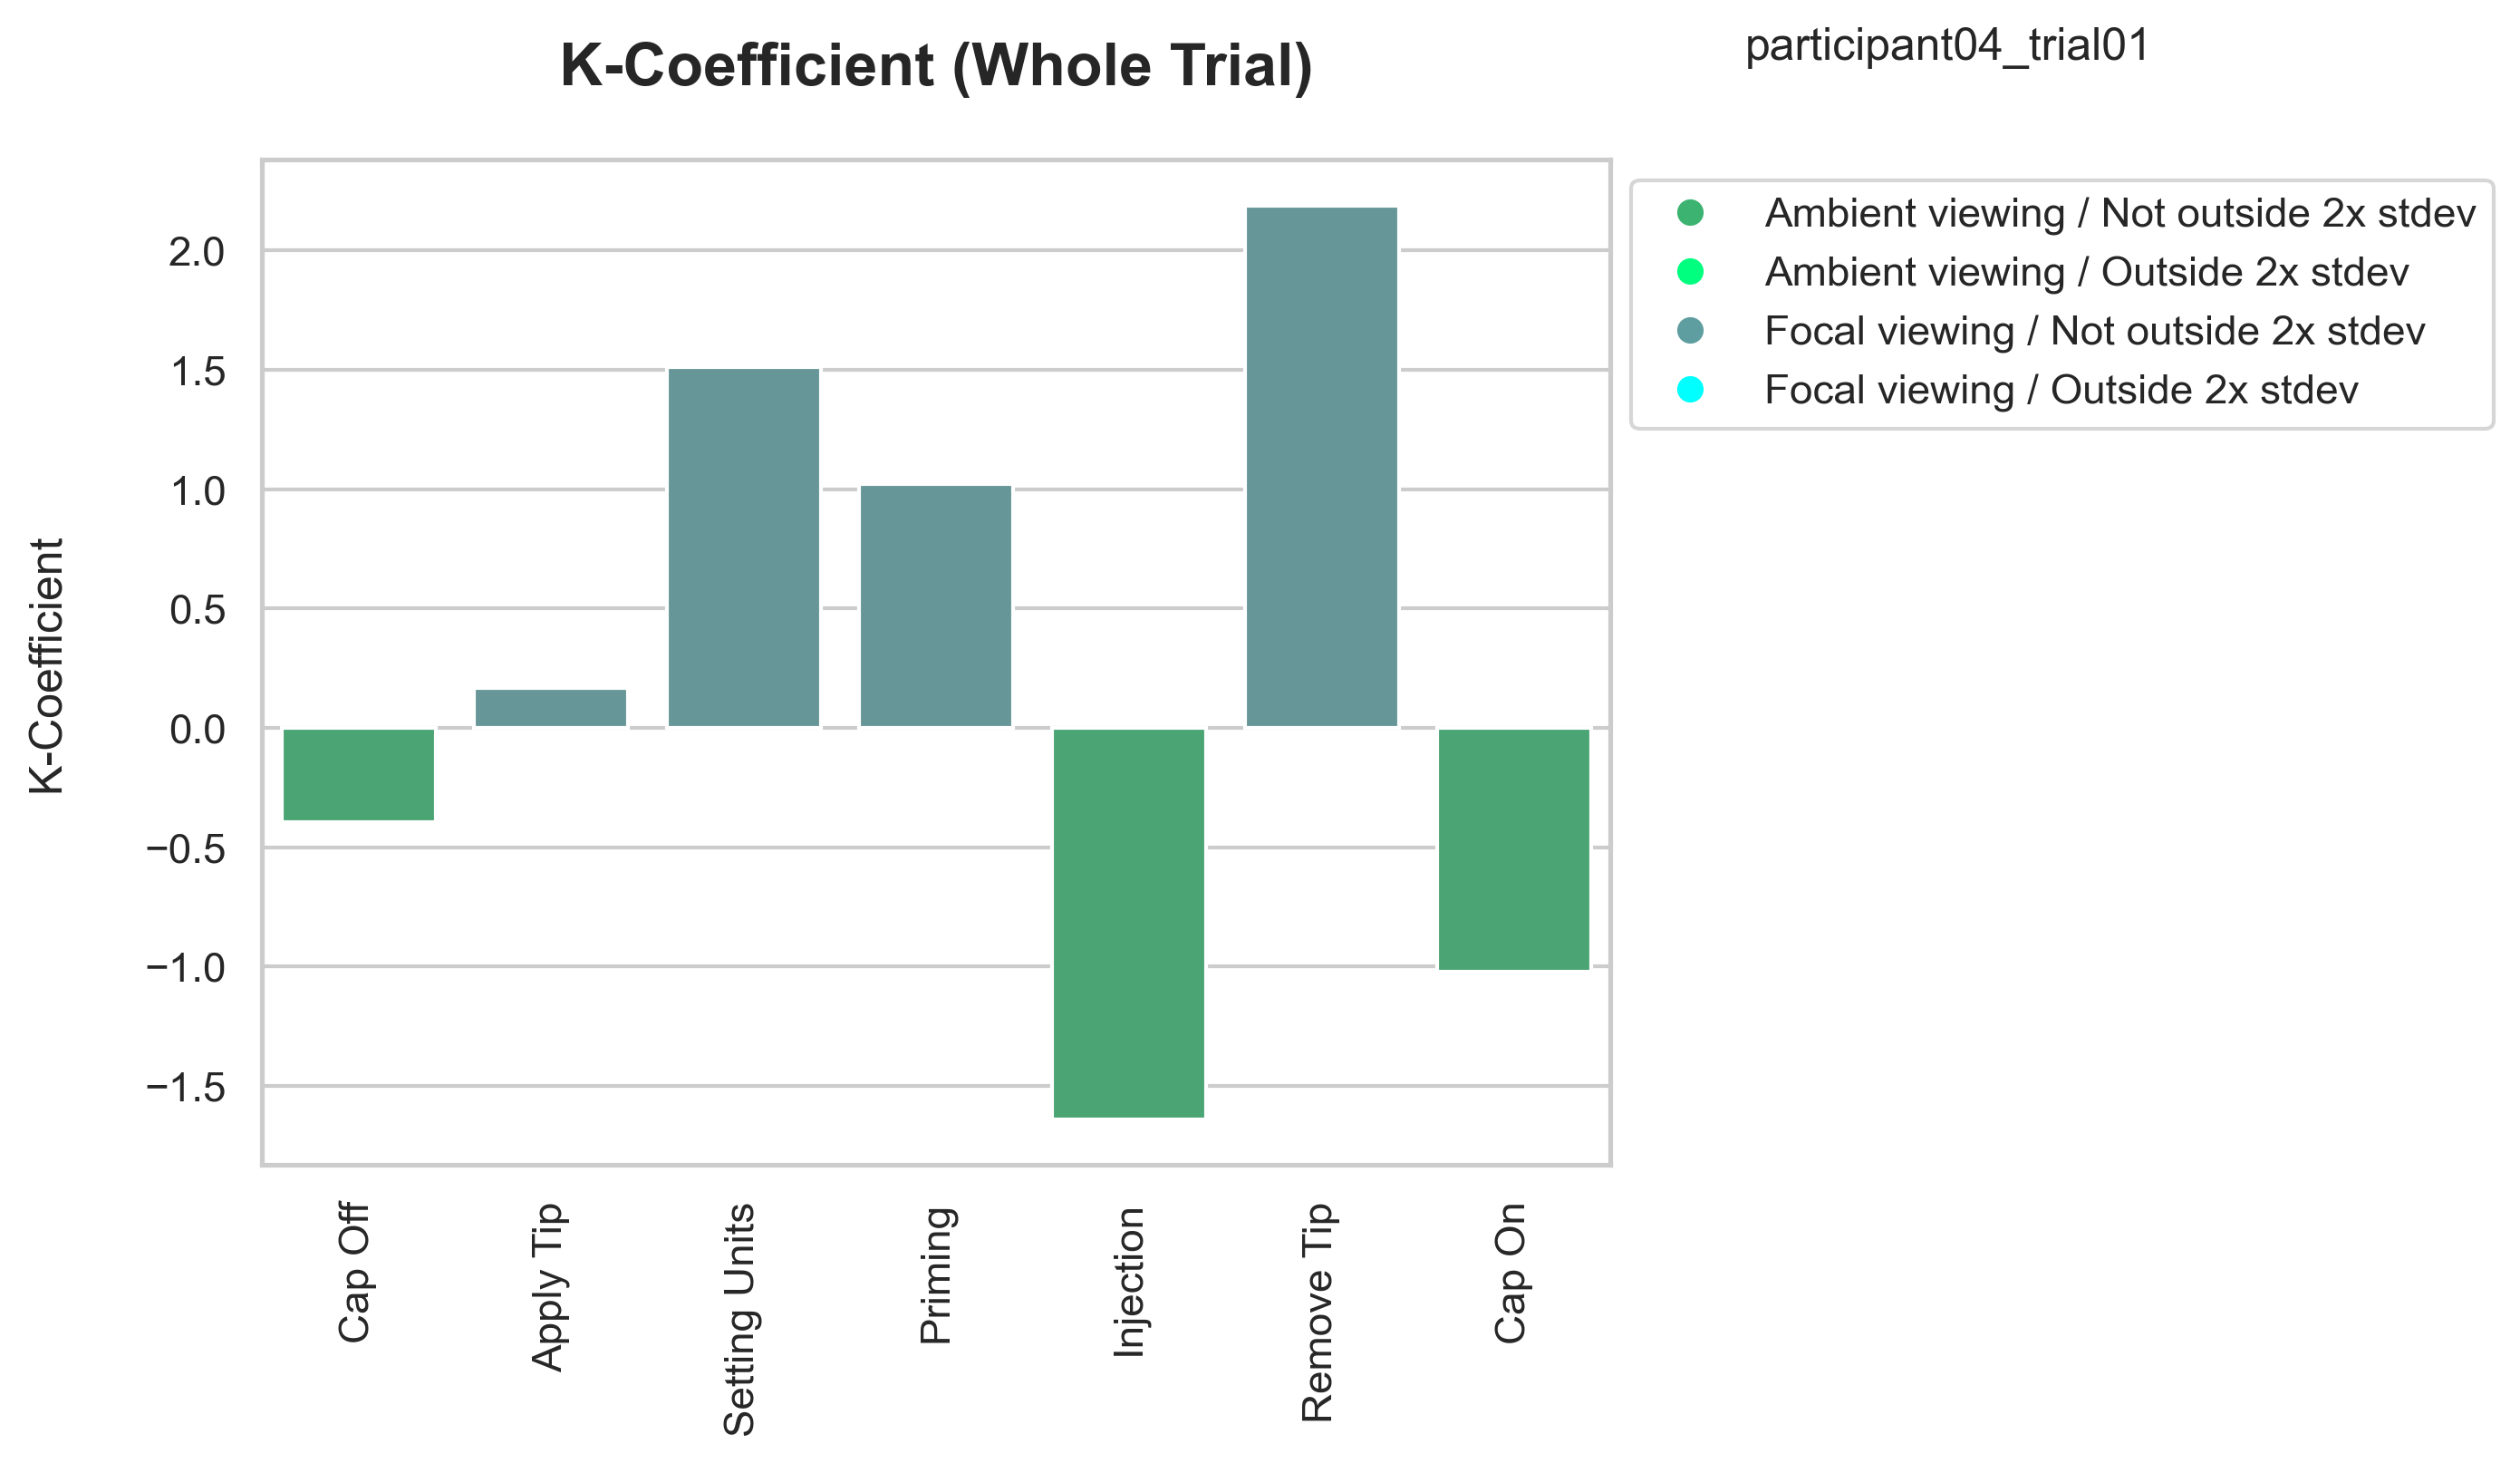 K-Coefficient (Whole Trial)
participant04_trial01
Ambient viewing / Not outside 2x stdev
Ambient viewing / Outside 2x stdev
Focal viewing / Not outside 2x stdev
Focal viewing / Outside 2x stdev
K-Coefficient
2.0
1.5
1.0
0.5
0.0
−0.5
−1.0
−1.5
Cap Off
Apply Tip
Setting Units
Priming
Injection
Remove Tip
Cap On